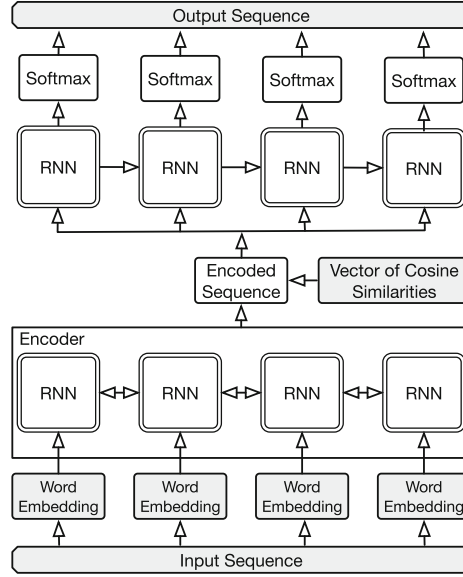 Output Sequence
Softmax Softmax Softmax Softmax
RNN RNN RNN RNN
Encoded
Sequence
Vector of Cosine
Similarities
Encoder
RNN RNN RNN RNN
Word Word Word Word
Embedding Embedding Embedding Embedding
Input Sequence